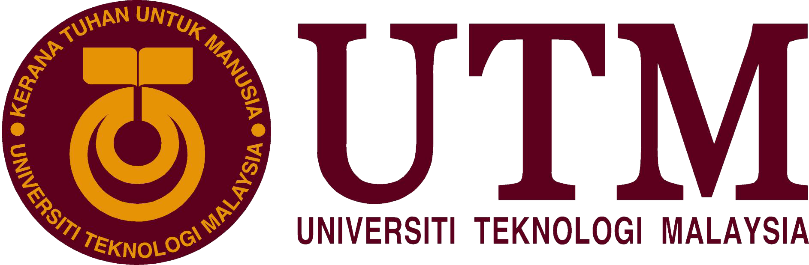 KERANA TUHAN UNTUK MANUSIA
UNIVERSITI TEKNOLOGI MALAYSIA
UTM
UNIVERSITI TEKNOLOGI MALAYSIA